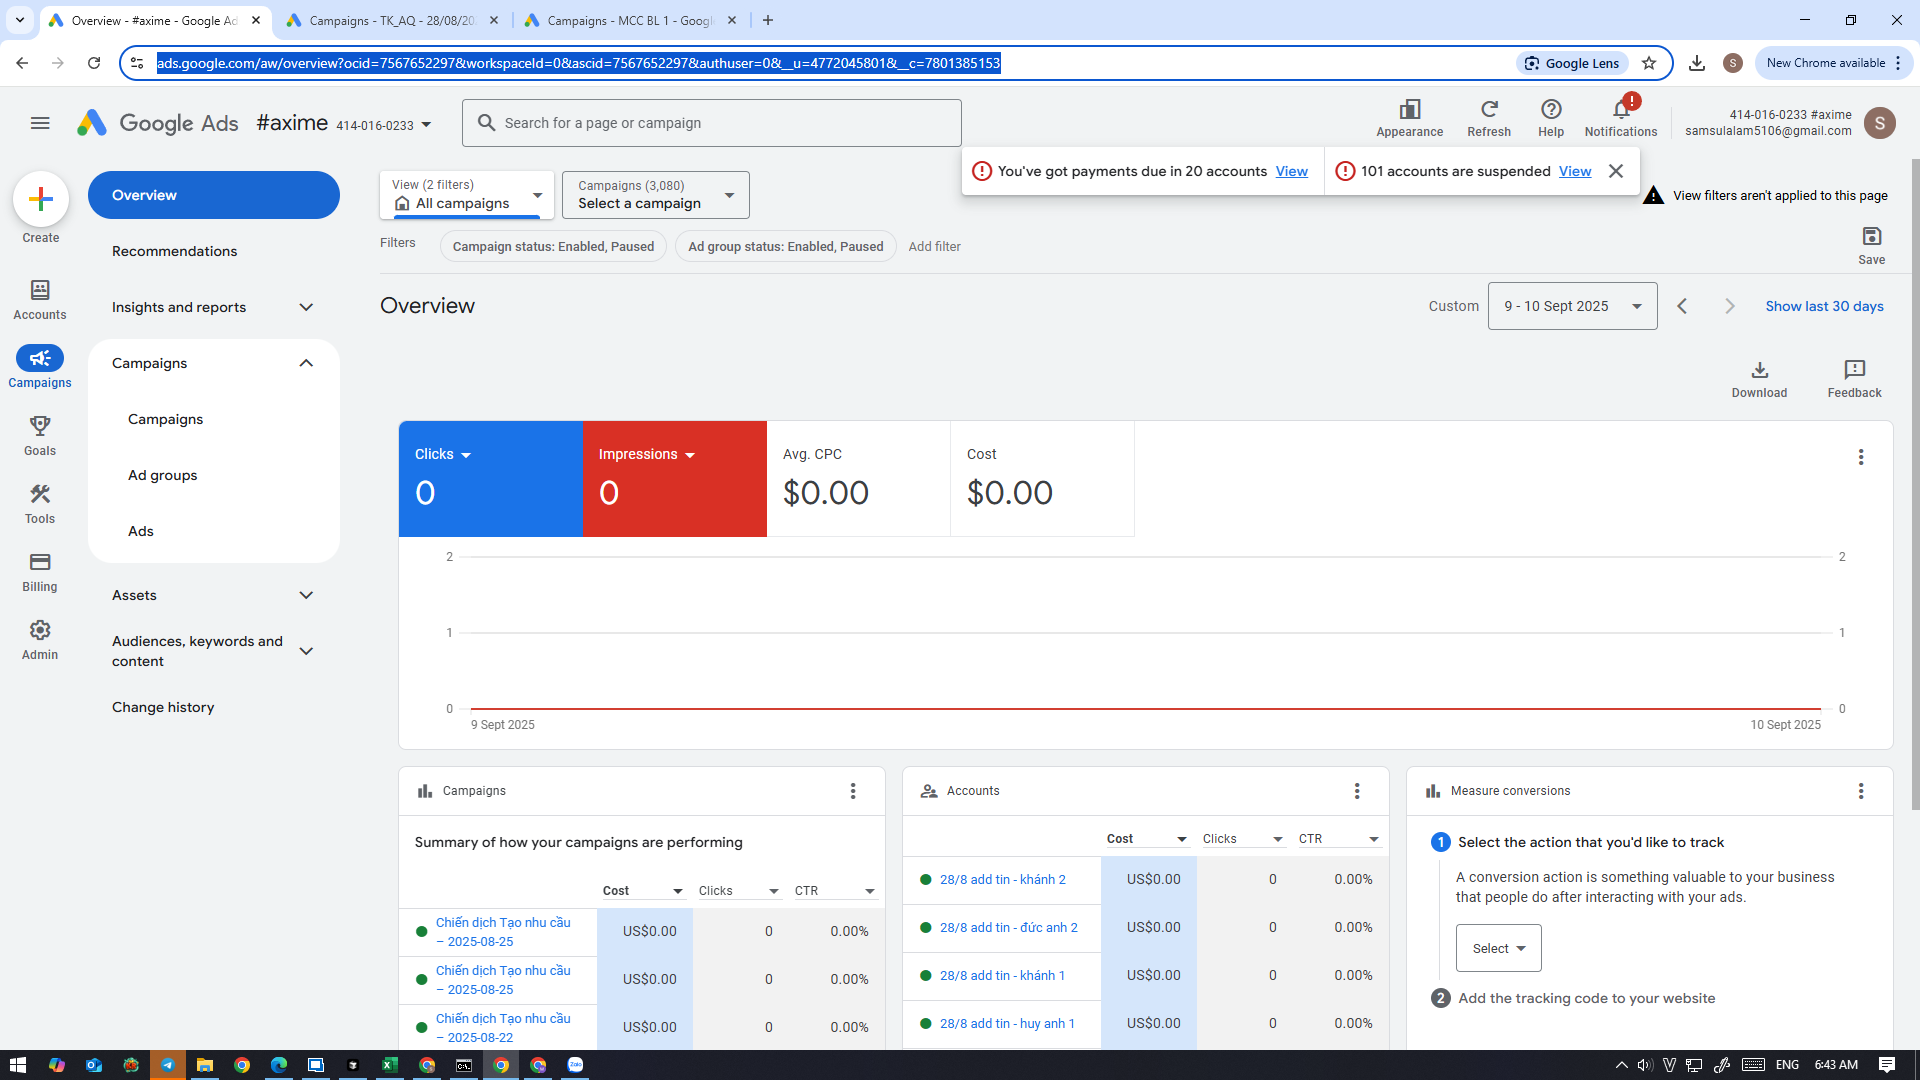 Overview - #axime - Google Ad
Campaigns - TK_AQ - 28/08/20
Campaigns - MCC BL 1 - Googl
ads.google.com/aw/overview?ocid=7567652297&workspaceId=0&ascid=7567652297&authuser=0&__u=4772045801&__c=7801385153
Google Lens
S
New Chrome available
Google Ads
#axime 414-016-0233
Search for a page or campaign
Appearance
Refresh
Help
!
Notifications
414-016-0233 #axime
samsulalam5106@gmail.com
S
You've got payments due in 20 accounts View
101 accounts are suspended View
View filters aren't applied to this page
Create
Accounts
Campaigns
Goals
Tools
Billing
Admin
Overview
Recommendations
Insights and reports
Campaigns
Campaigns
Ad groups
Ads
Assets
Audiences, keywords and
content
Change history
View (2 filters)
All campaigns
Campaigns (3,080)
Select a campaign
Filters
Campaign status: Enabled, Paused
Ad group status: Enabled, Paused
Add filter
Save
Overview
Custom
9 - 10 Sept 2025
Show last 30 days
Download
Feedback
Clicks
0
Impressions
0
Avg. CPC
$0.00
Cost
$0.00
2
2
1
1
0
0
9 Sept 2025
10 Sept 2025
Campaigns
Summary of how your campaigns are performing
Cost Clicks CTR
Chiến dịch Tạo nhu cầu
– 2025-08-25
US$0.00 0 0.00%
Chiến dịch Tạo nhu cầu
– 2025-08-25
US$0.00 0 0.00%
Chiến dịch Tạo nhu cầu
– 2025-08-22
US$0.00 0 0.00%
Accounts
Cost Clicks CTR
28/8 add tin - khánh 2 US$0.00 0 0.00%
28/8 add tin - đức anh 2 US$0.00 0 0.00%
28/8 add tin - khánh 1 US$0.00 0 0.00%
28/8 add tin - huy anh 1 US$0.00 0 0.00%
Measure conversions
1 Select the action that you'd like to track
A conversion action is something valuable to your business
that people do after interacting with your ads.
Select
2 Add the tracking code to your website
Zalo
ENG
6:43 AM